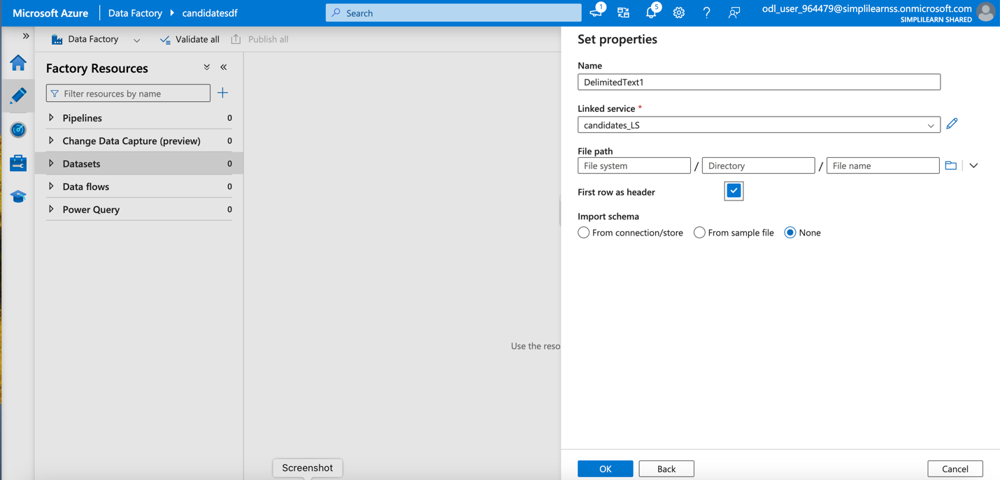 Microsoft Azure
Data Factory
candidatesdf
Search
1
5
odl_user_964479@simplilearnss.onmicrosoft.com
SIMPLILEARN SHARED
Data Factory
Validate all
Publish all
Factory Resources
Filter resources by name
Pipelines 0
Change Data Capture (preview) 0
Datasets 0
Data flows 0
Power Query 0
Use the reso
Screenshot
Set properties
Name
DelimitedText1
Linked service *
candidates_LS
File path
File system / Directory / File name
First row as header
Import schema
From connection/store From sample file None
OK Back Cancel